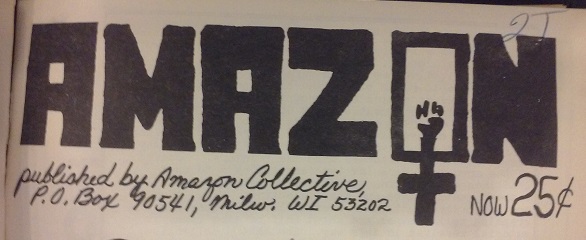 2J
AMAZON
published by Amazon Collective,
P.O. Box 90541, Milw. WI 53202
NOW 25¢